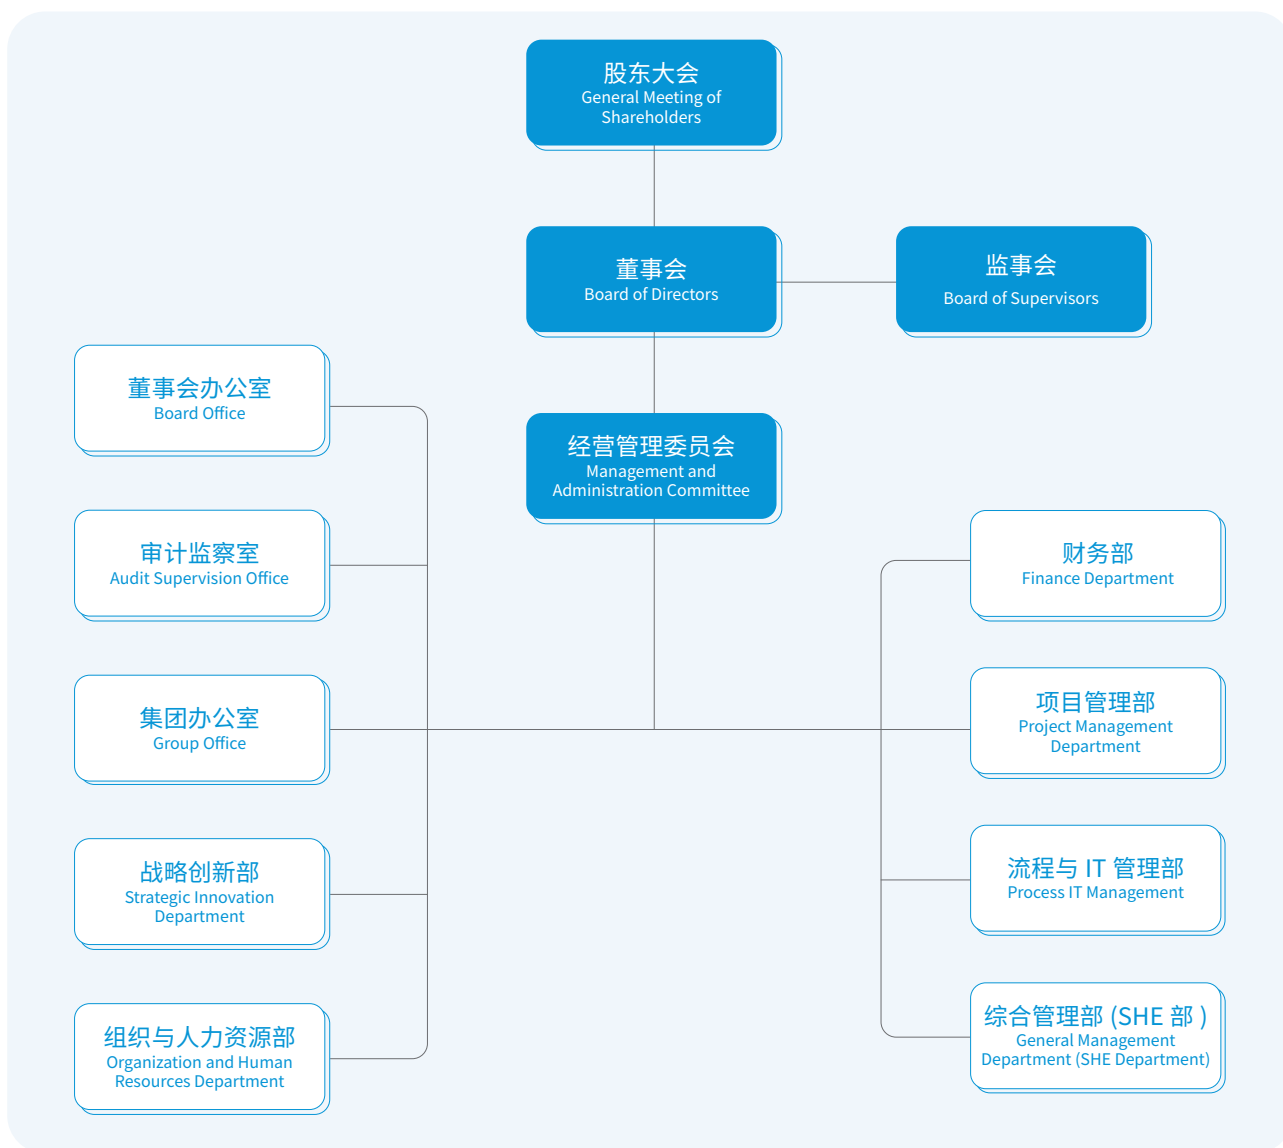 股东大会
General Meeting of
Shareholders
董事会
Board of Directors
监事会
Board of Supervisors
经营管理委员会
Management and
Administration Committee
董事会办公室
Board Office
审计监察室
Audit Supervision Office
集团办公室
Group Office
战略创新部
Strategic Innovation
Department
组织与人力资源部
Organization and Human
Resources Department
财务部
Finance Department
项目管理部
Project Management
Department
流程与 IT 管理部
Process IT Management
综合管理部 (SHE 部 )
General Management
Department (SHE Department)